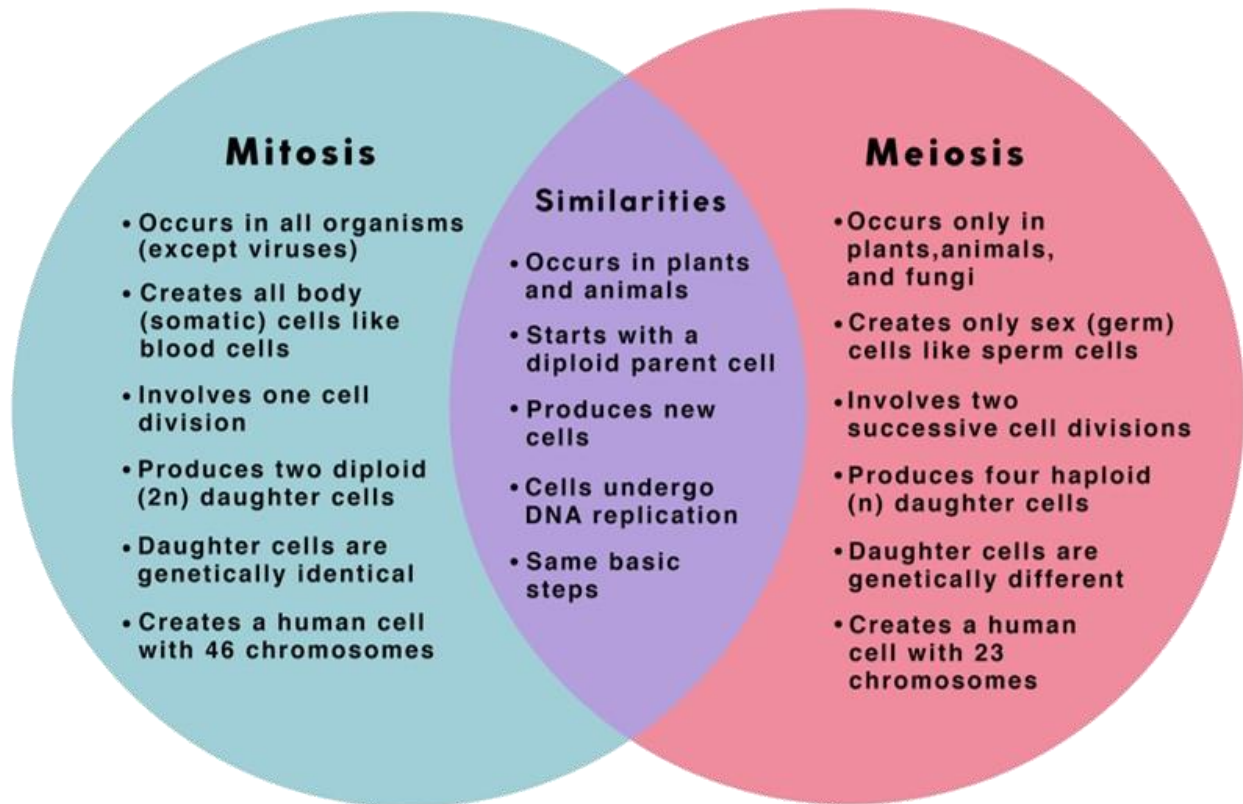 Mitosis
• Occurs in all organisms
(except viruses)
• Creates all body
(somatic) cells like
blood cells
• Involves one cell
division
• Produces two diploid
(2n) daughter cells
• Daughter cells are
genetically identical
• Creates a human cell
with 46 chromosomes
Similarities
• Occurs in plants
and animals
• Starts with a
diploid parent cell
• Produces new
cells
• Cells undergo
DNA replication
• Same basic
steps
Meiosis
• Occurs only in
plants,animals,
and fungi
• Creates only sex (germ)
cells like sperm cells
• Involves two
successive cell divisions
• Produces four haploid
(n) daughter cells
• Daughter cells are
genetically different
• Creates a human
cell with 23
chromosomes